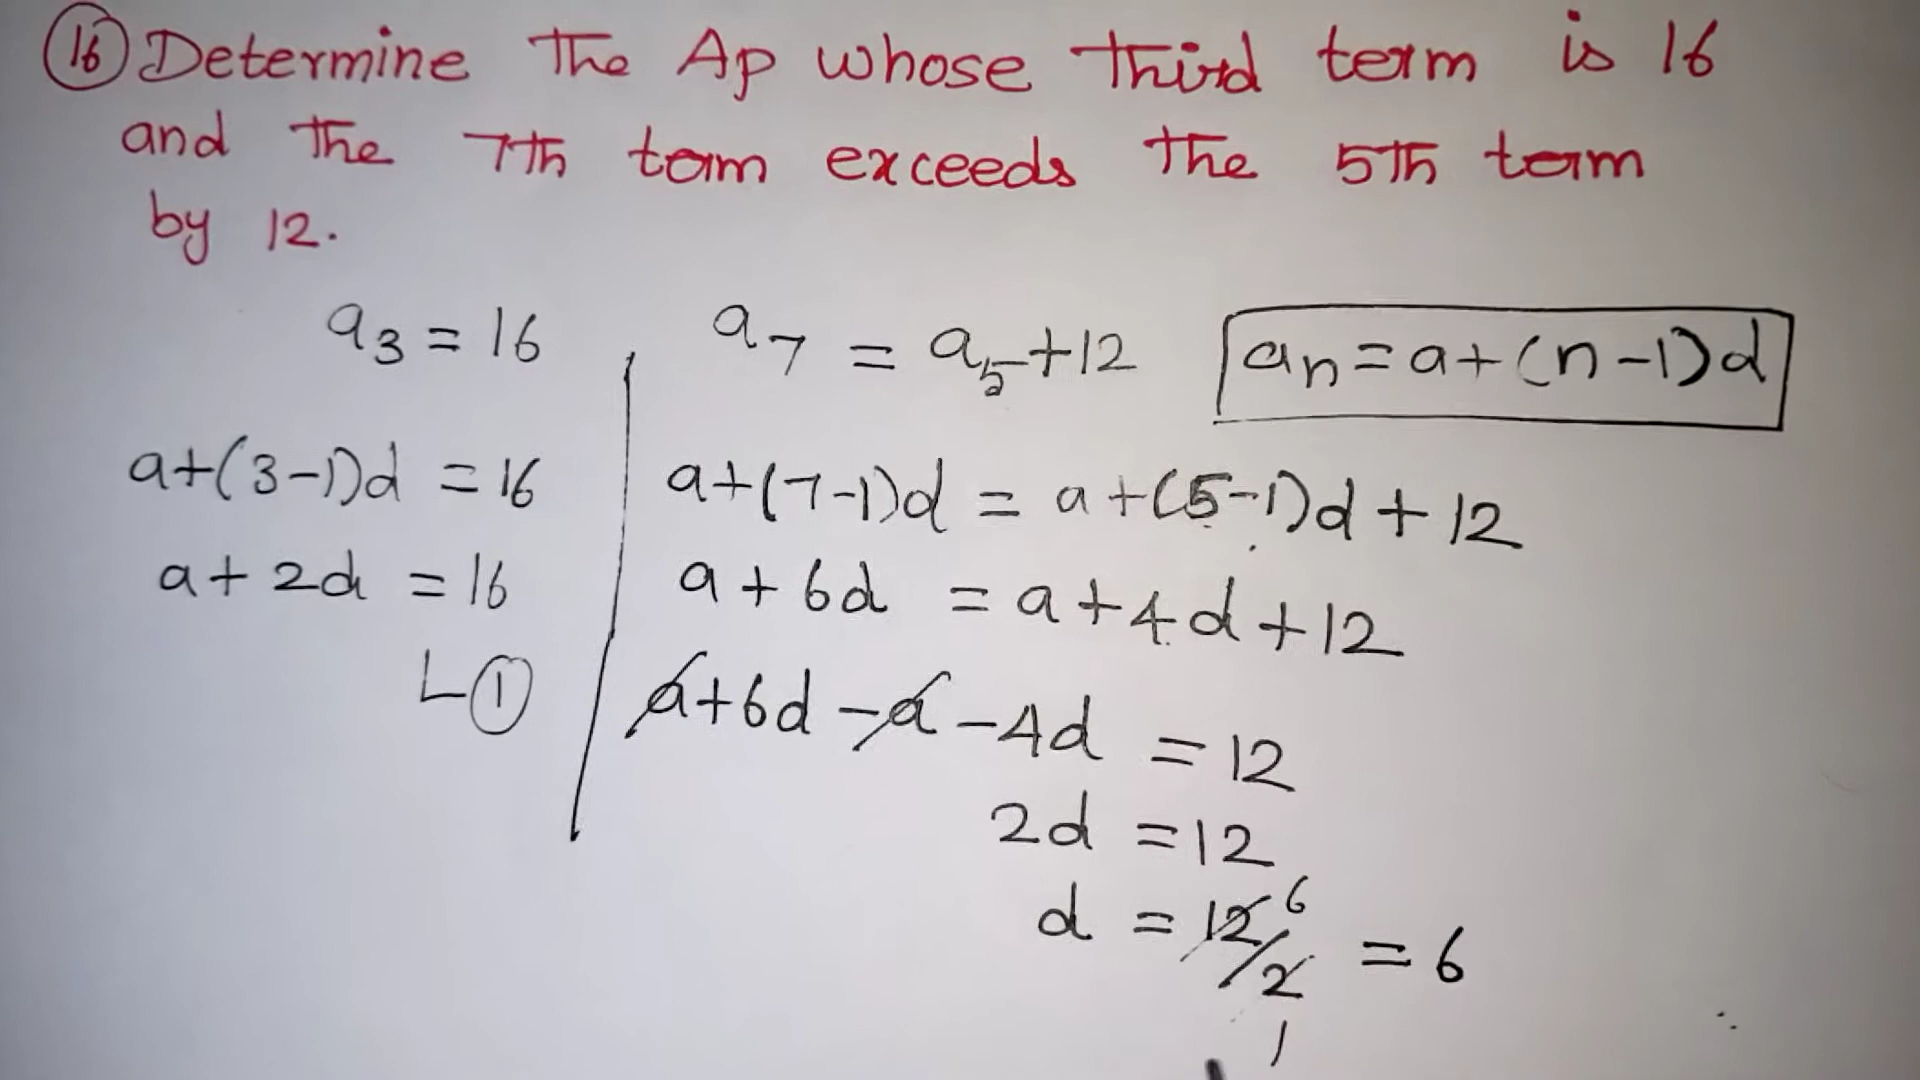 16 Determine the Ap whose third term is 16
and the 7th term exceeds the 5th term
by 12.
a3 = 16
a+(3-1)d = 16
a + 2d = 16
1
a7 = a5+12
an = a+(n-1)d
a+(7-1)d = a+(5-1)d + 12
a + 6d = a+4d+12
a+6d - a - 4d = 12
2d = 12
d = 12/2 6 1 = 6